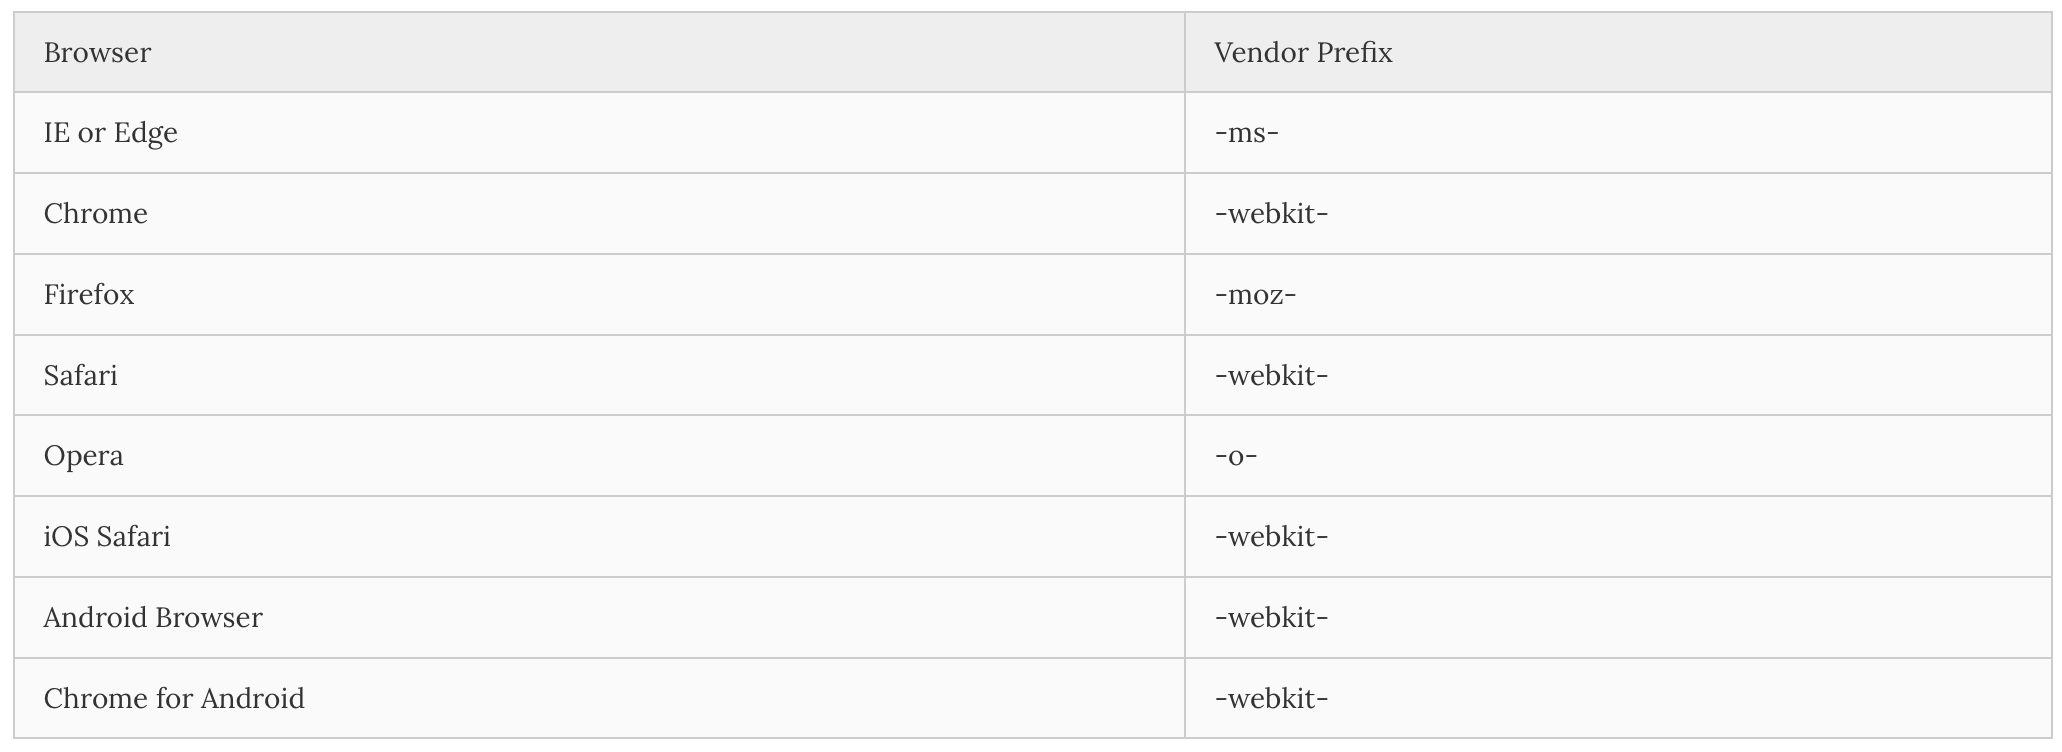 Browser Vendor Prefix
IE or Edge -ms-
Chrome -webkit-
Firefox -moz-
Safari -webkit-
Opera -o-
iOS Safari -webkit-
Android Browser -webkit-
Chrome for Android -webkit-